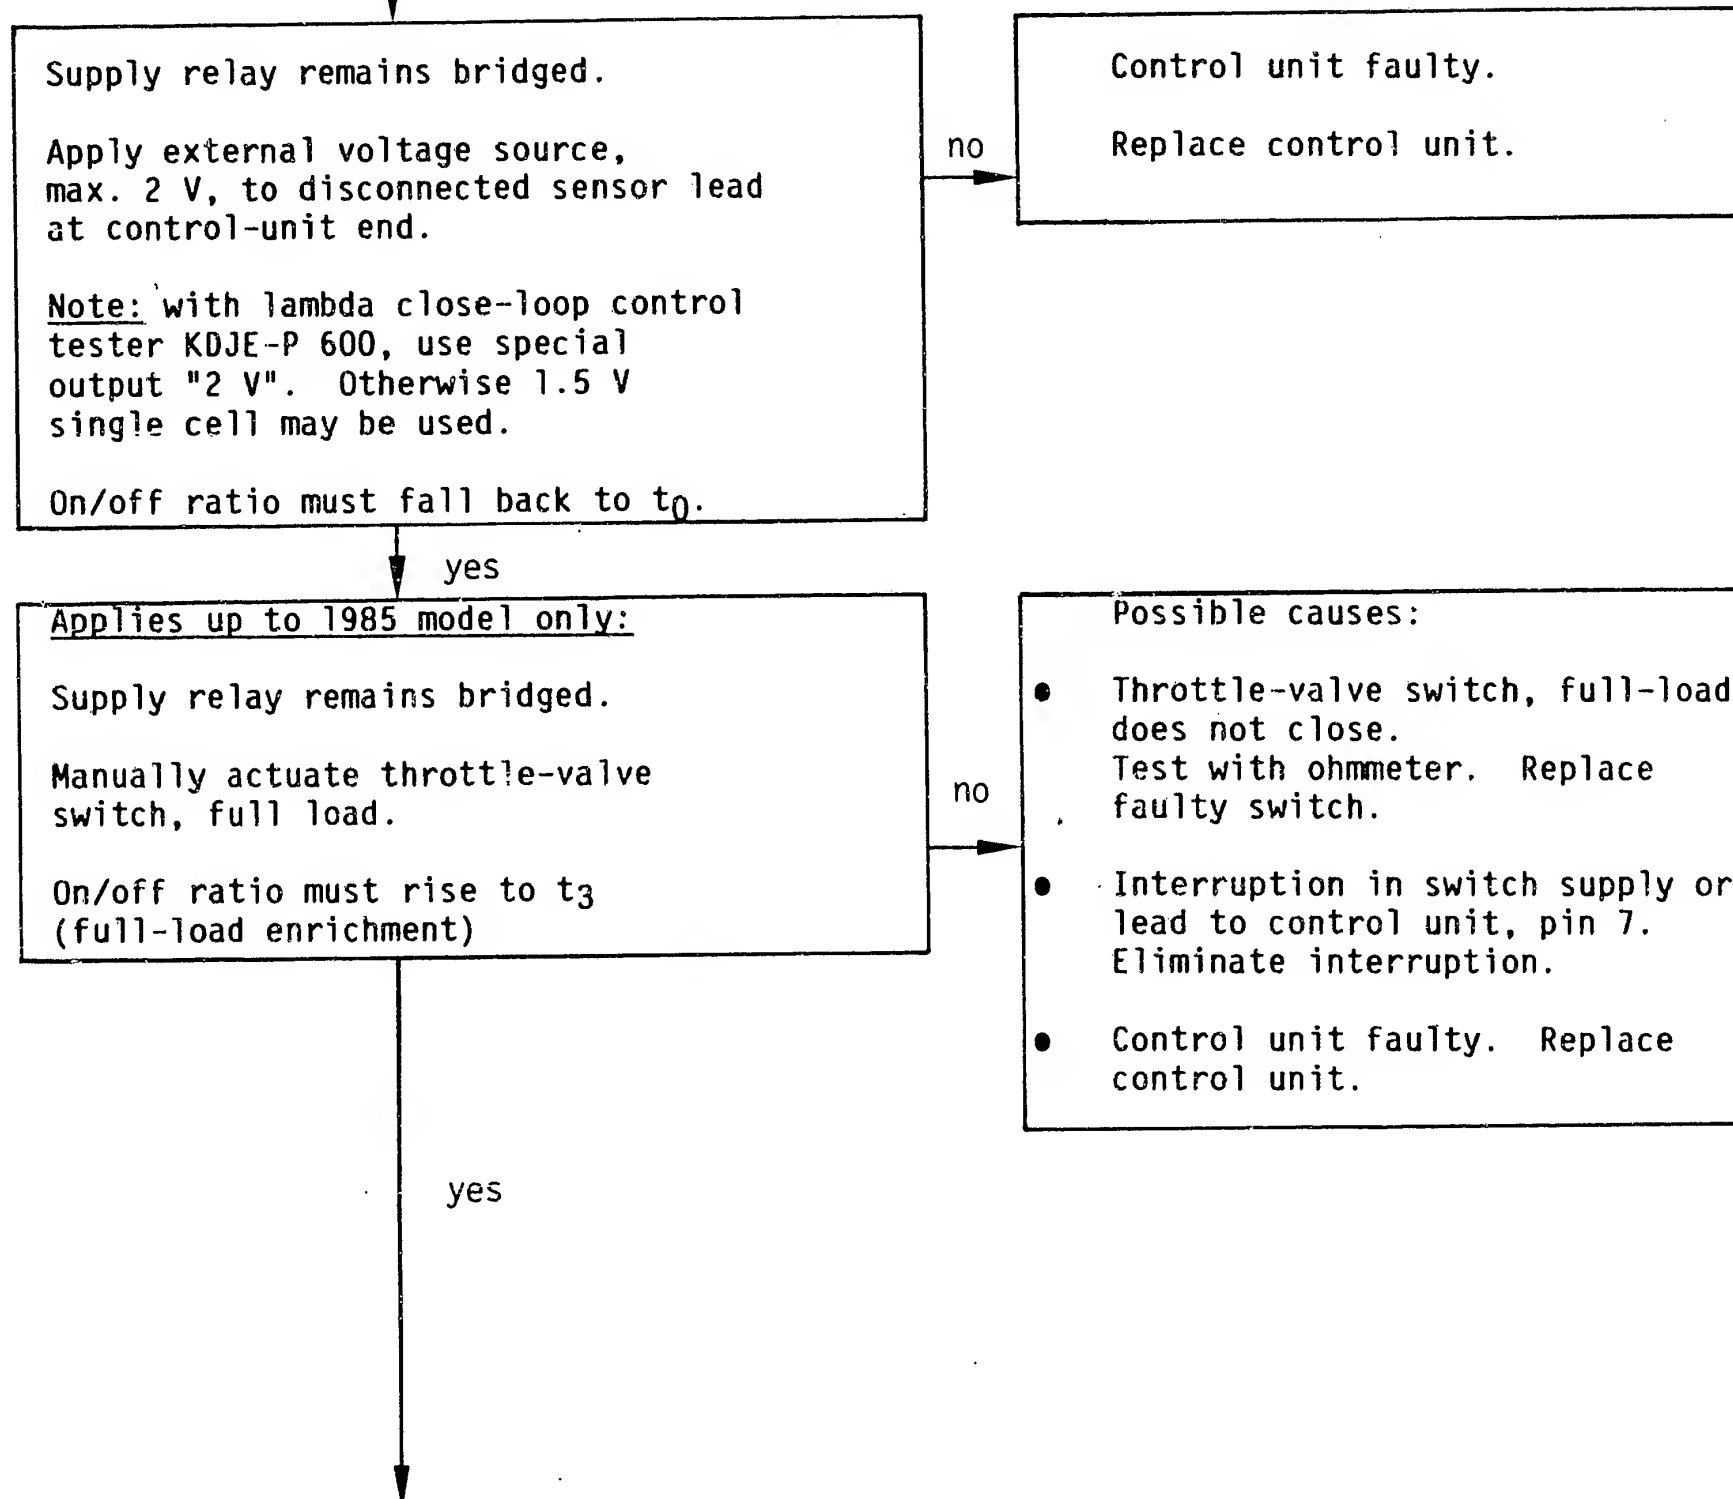 Supply relay remains bridged.
Apply external voltage source,
max. 2 V, to disconnected sensor lead
at control-unit end.
Note: with lambda close-loop control
tester KDJE-P 600, use special
output "2 V". Otherwise 1.5 V
single cell may be used.
On/off ratio must fall back to t0.
no
Control unit faulty.
Replace control unit.
yes
Applies up to 1985 model only:
Supply relay remains bridged.
Manually actuate throttle-valve
switch, full load.
On/off ratio must rise to t3
(full-load enrichment)
no
Possible causes:
● Throttle-valve switch, full-load
does not close.
Test with ohmmeter. Replace
faulty switch.
● Interruption in switch supply or
lead to control unit, pin 7.
Eliminate interruption.
● Control unit faulty. Replace
control unit.
yes